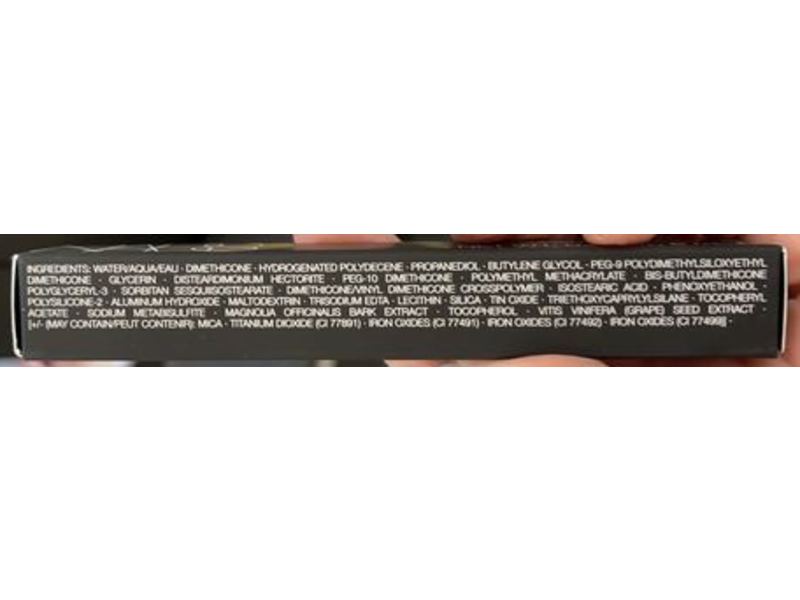 INGREDIENTS: WATER/AQUA/EAU · DIMETHICONE · HYDROGENATED POLYDECENE · PROPANEDIOL · BUTYLENE GLYCOL · PEG-9 POLYDIMETHYLSILOXYETHYL
DIMETHICONE · GLYCERIN · DISTEARDIMONIUM HECTORITE · PEG-10 DIMETHICONE · POLYMETHYL METHACRYLATE · BIS-BUTYLDIMETHICONE
POLYGLYCERYL-3 · SORBITAN SESQUIISOSTEARATE · DIMETHICONE/VINYL DIMETHICONE CROSSPOLYMER · ISOSTEARIC ACID · PHENOXYETHANOL ·
POLYSILICONE-2 · ALUMINUM HYDROXIDE · MALTODEXTRIN · TRISODIUM EDTA · LECITHIN · SILICA · TIN OXIDE · TRIETHOXYCAPRYLYLSILANE · TOCOPHERYL
ACETATE · SODIUM METABISULFITE · MAGNOLIA OFFICINALIS BARK EXTRACT · TOCOPHEROL · VITIS VINIFERA (GRAPE) SEED EXTRACT ·
[+/- (MAY CONTAIN/PEUT CONTENIR): MICA · TITANIUM DIOXIDE (CI 77891) · IRON OXIDES (CI 77491) · IRON OXIDES (CI 77492) · IRON OXIDES (CI 77499)] ·